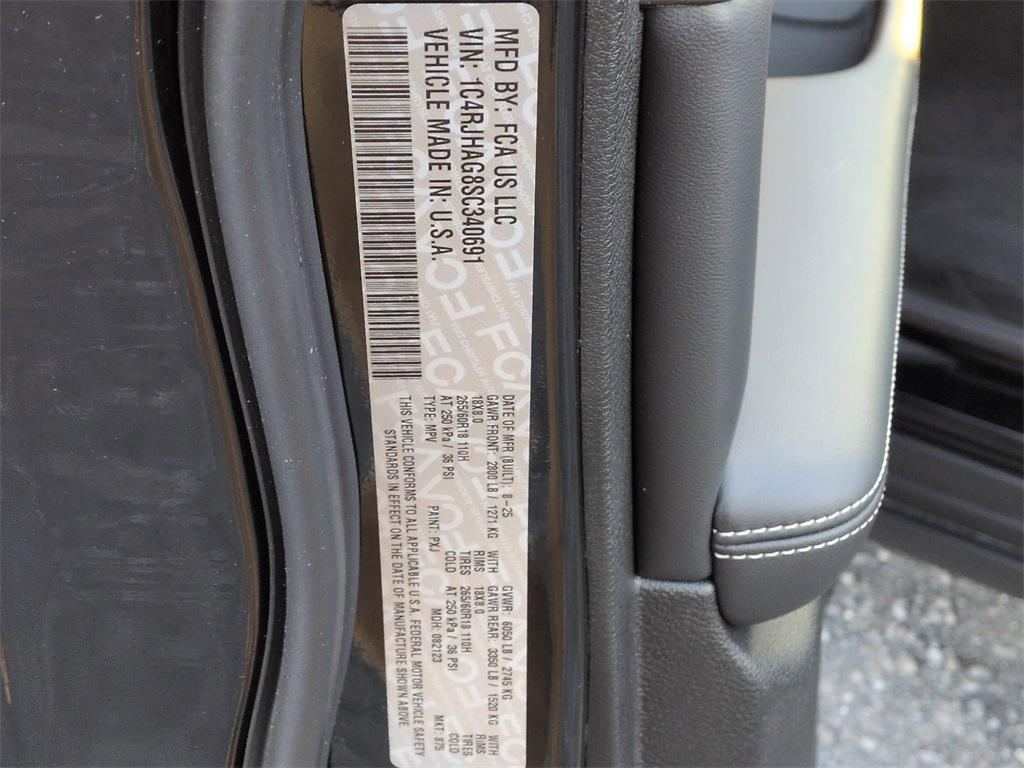 MFD BY: FCA US LLC
VIN: 1C4RJHAG8SC340691
VEHICLE MADE IN: U.S.A.
DATE OF MFR (BUILT): 8-25 GVWR: 6050 LB / 2745 KG
GAWR FRONT: 2800 LB / 1271 KG WITH GAWR REAR: 3350 LB / 1520 KG WITH
18X8.0 RIMS 18X8.0 RIMS
265/60R18 110H TIRES 265/60R18 110H TIRES
AT 250 kPa / 36 PSI COLD AT 250 kPa / 36 PSI COLD
TYPE: MPV PAINT: PXJ MDH: 082123 MKT: 875
THIS VEHICLE CONFORMS TO ALL APPLICABLE U.S.A. FEDERAL MOTOR VEHICLE SAFETY
STANDARDS IN EFFECT ON THE DATE OF MANUFACTURE SHOWN ABOVE.